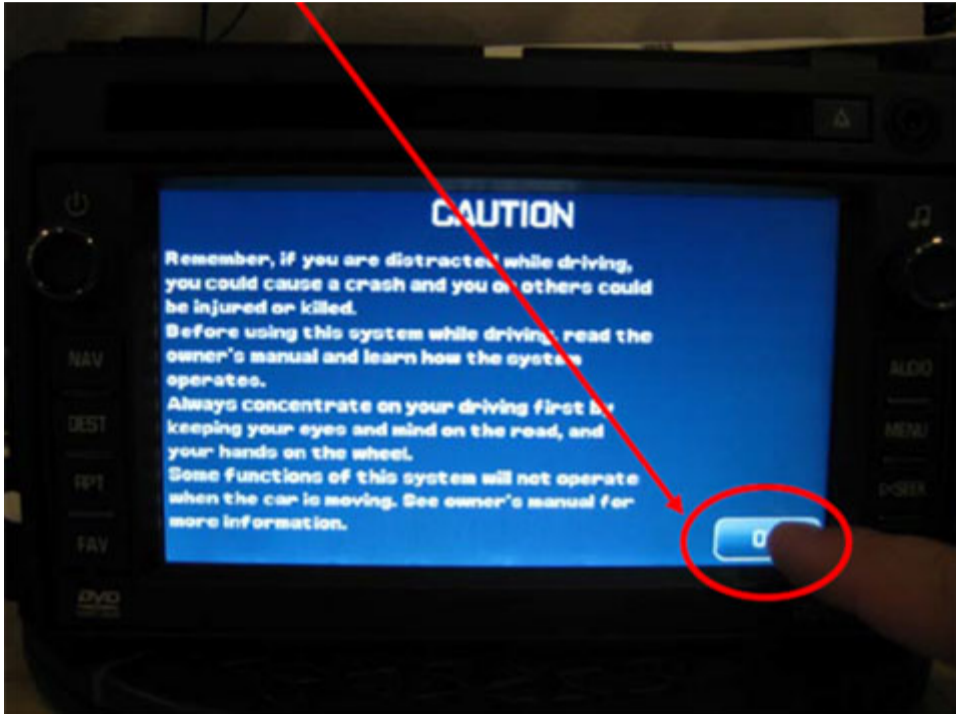 CAUTION
Remember, if you are distracted while driving,
you could cause a crash and you or others could
be injured or killed.
Before using this system while driving, read the
owner's manual and learn how the system
operates.
Always concentrate on your driving first by
keeping your eyes and mind on the road, and
your hands on the wheel.
Some functions of this system will not operate
when the car is moving. See owner's manual for
more information.
NAV
DEST
RPT
FAV
DVD
AUDIO
MENU
SEEK